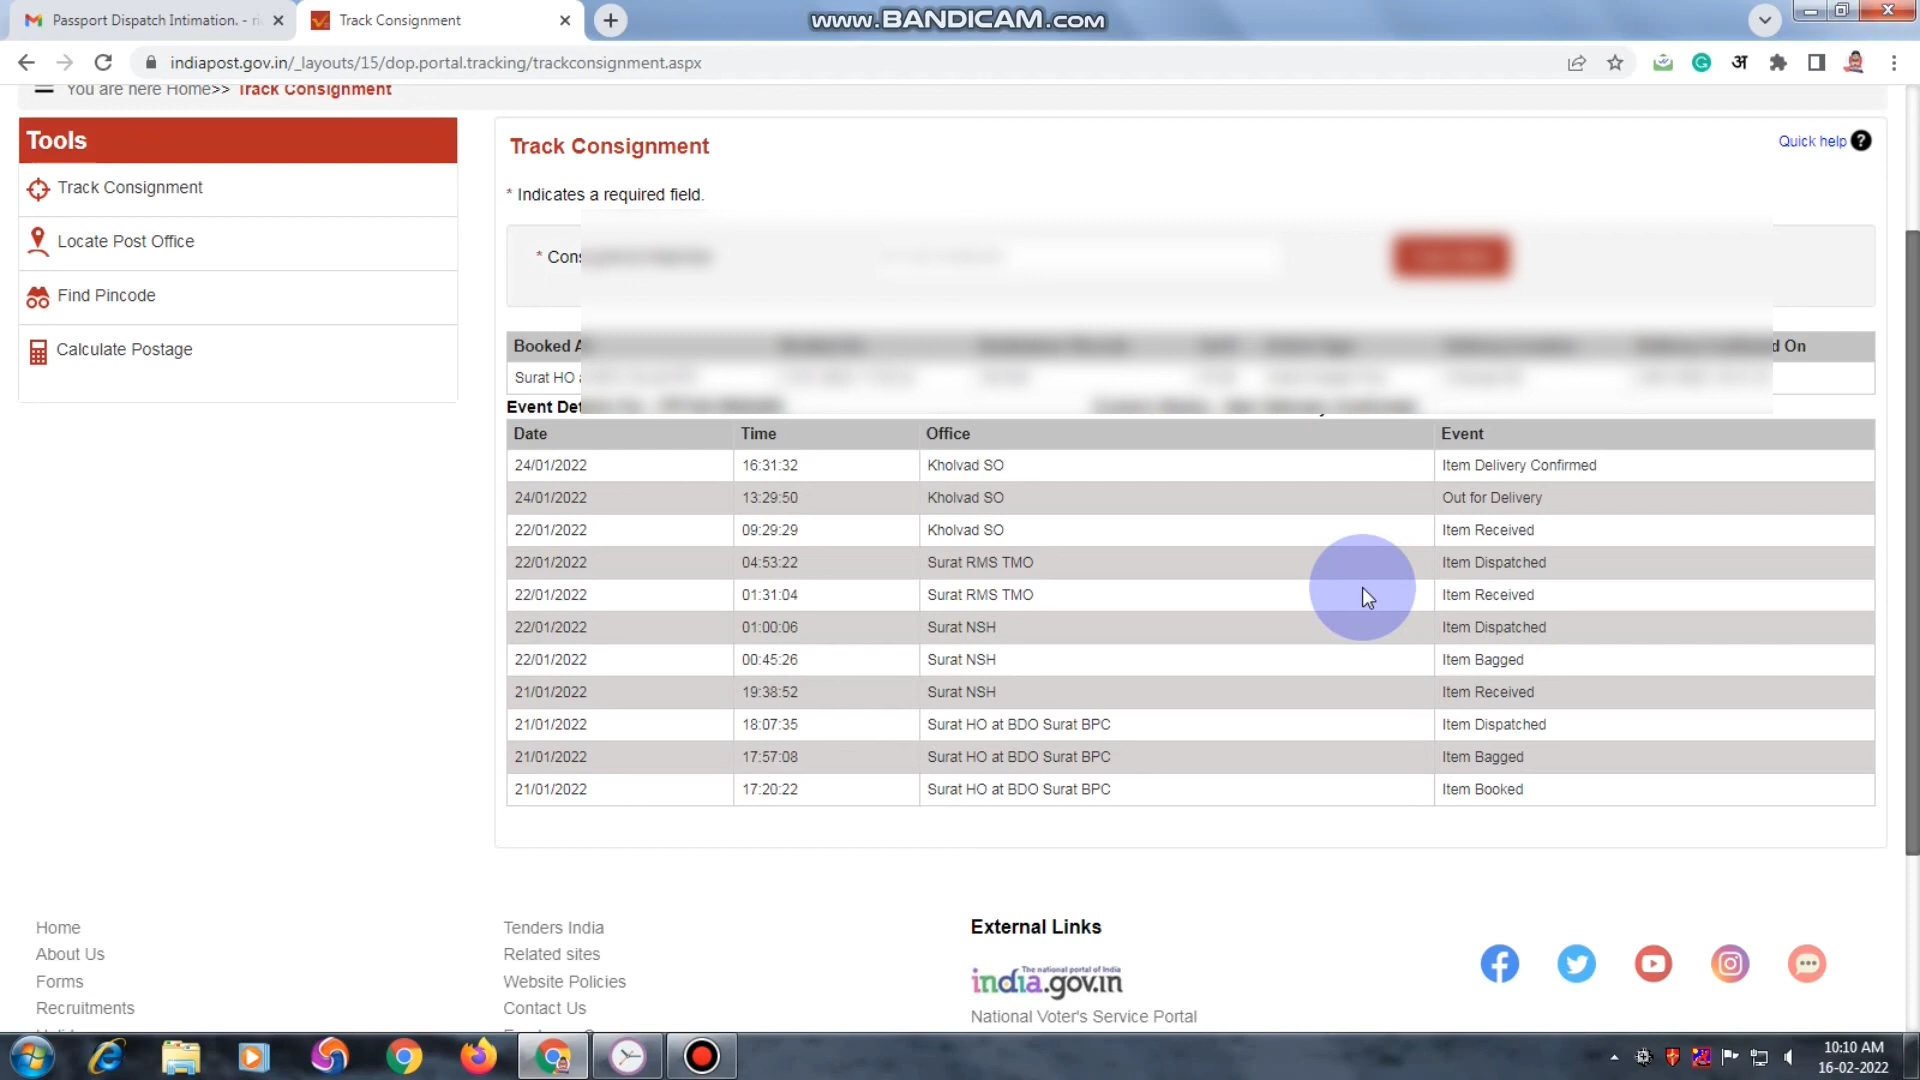 Passport Dispatch Intimation. - ri
Track Consignment
www.BANDICAM.com
indiapost.gov.in/_layouts/15/dop.portal.tracking/trackconsignment.aspx
अ
You are here Home>> Track Consignment
Tools
Track Consignment
Locate Post Office
Find Pincode
Calculate Postage
Track Consignment
Quick help ?
* Indicates a required field.
* Cons
Booked A
d On
Surat HO a
Event Det
Date Time Office Event
24/01/2022 16:31:32 Kholvad SO Item Delivery Confirmed
24/01/2022 13:29:50 Kholvad SO Out for Delivery
22/01/2022 09:29:29 Kholvad SO Item Received
22/01/2022 04:53:22 Surat RMS TMO Item Dispatched
22/01/2022 01:31:04 Surat RMS TMO Item Received
22/01/2022 01:00:06 Surat NSH Item Dispatched
22/01/2022 00:45:26 Surat NSH Item Bagged
21/01/2022 19:38:52 Surat NSH Item Received
21/01/2022 18:07:35 Surat HO at BDO Surat BPC Item Dispatched
21/01/2022 17:57:08 Surat HO at BDO Surat BPC Item Bagged
21/01/2022 17:20:22 Surat HO at BDO Surat BPC Item Booked
Home
About Us
Forms
Recruitments
Tenders India
Related sites
Website Policies
Contact Us
External Links
The national portal of India
india.gov.in
National Voter's Service Portal
10:10 AM
16-02-2022